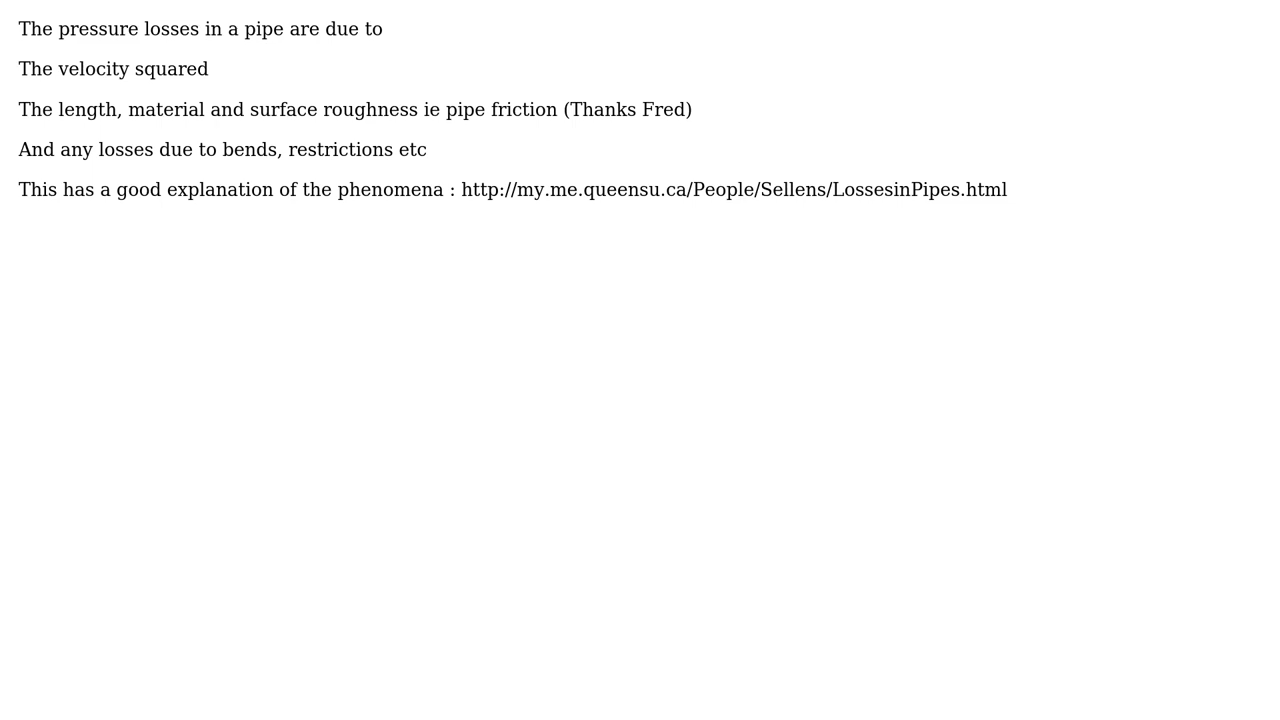 The pressure losses in a pipe are due to
The velocity squared
The length, material and surface roughness ie pipe friction (Thanks Fred)
And any losses due to bends, restrictions etc
This has a good explanation of the phenomena : http://my.me.queensu.ca/People/Sellens/LossesinPipes.html